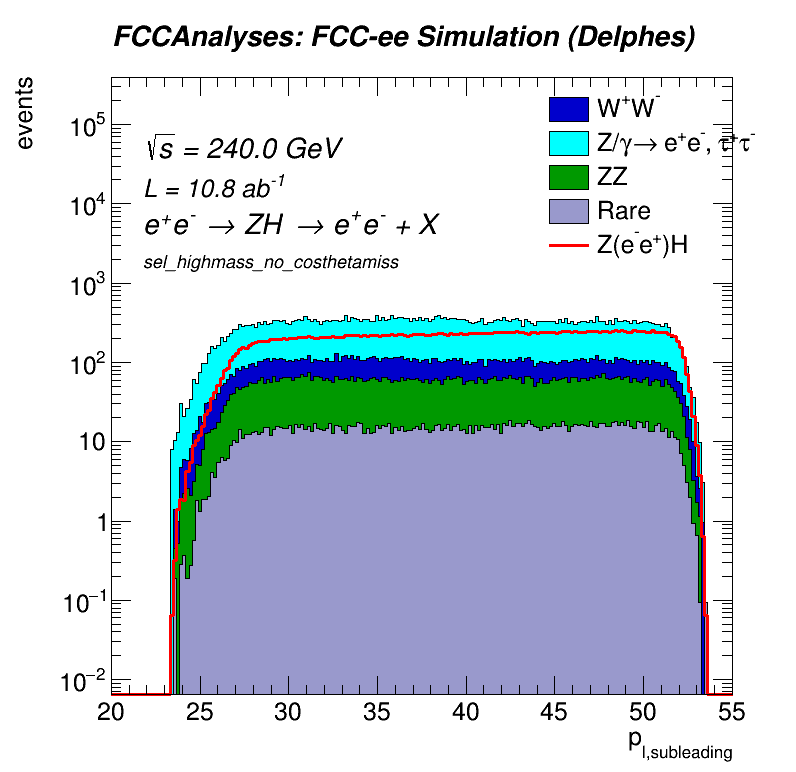 FCCAnalyses: FCC-ee Simulation (Delphes)
events
√s = 240.0 GeV
L = 10.8 ab⁻¹
e⁺e⁻ → ZH → e⁺e⁻ + X
sel_highmass_no_costhetamiss
W⁺W⁻
Z/γ→ e⁺e⁻, τ⁺τ⁻
ZZ
Rare
Z(e⁻e⁺)H
10⁵
10⁴
10³
10²
10
1
10⁻¹
10⁻²
20 25 30 35 40 45 50 55
p_l,subleading